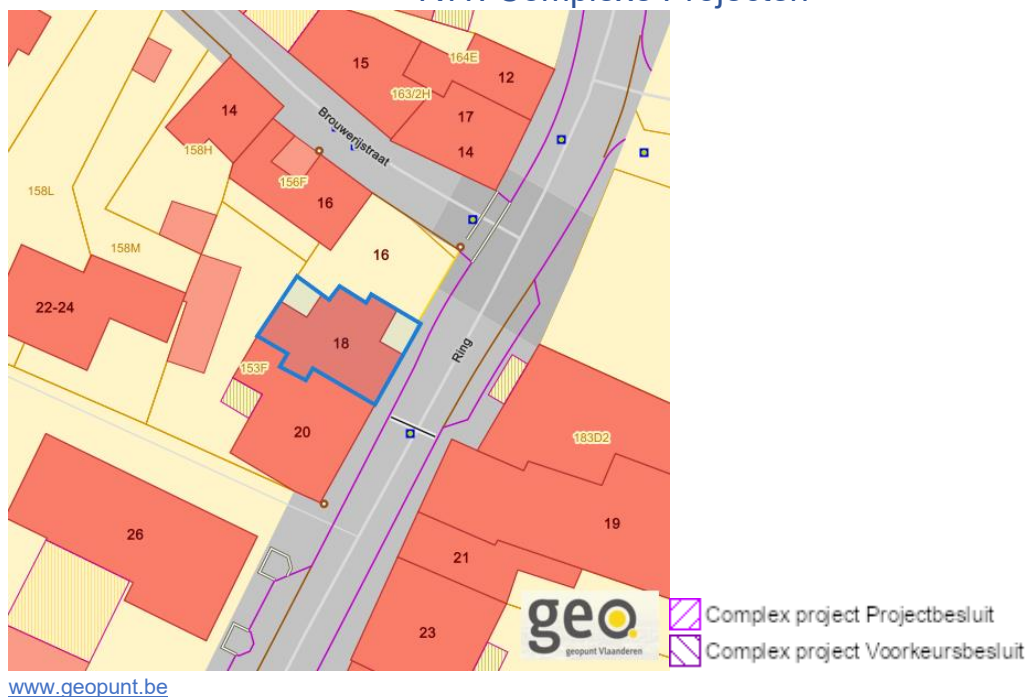 15
164E
12
163/2H
17
14
14
Brouwerijstraat
158H
156F
158L
16
158M
16
22-24
18
Ring
153F
20
183D2
26
19
21
23
geo
geopunt Vlaanderen
Complex project Projectbesluit
Complex project Voorkeursbesluit
www.geopunt.be